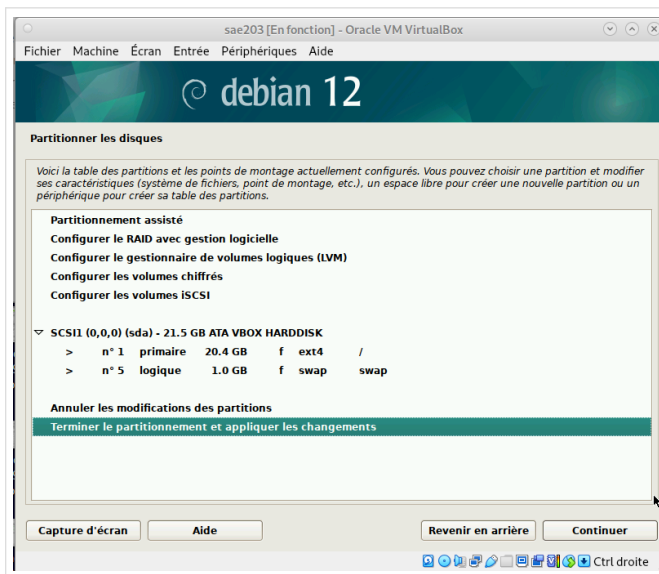 sae203 [En fonction] - Oracle VM VirtualBox
Fichier Machine Écran Entrée Périphériques Aide
debian 12
Partitionner les disques
Voici la table des partitions et les points de montage actuellement configurés. Vous pouvez choisir une partition et modifier
ses caractéristiques (système de fichiers, point de montage, etc.), un espace libre pour créer une nouvelle partition ou un
périphérique pour créer sa table des partitions.
Partitionnement assisté
Configurer le RAID avec gestion logicielle
Configurer le gestionnaire de volumes logiques (LVM)
Configurer les volumes chiffrés
Configurer les volumes iSCSI
SCSI1 (0,0,0) (sda) - 21.5 GB ATA VBOX HARDDISK
> n° 1 primaire 20.4 GB f ext4 /
> n° 5 logique 1.0 GB f swap swap
Annuler les modifications des partitions
Terminer le partitionnement et appliquer les changements
Capture d'écran Aide Revenir en arrière Continuer
Ctrl droite